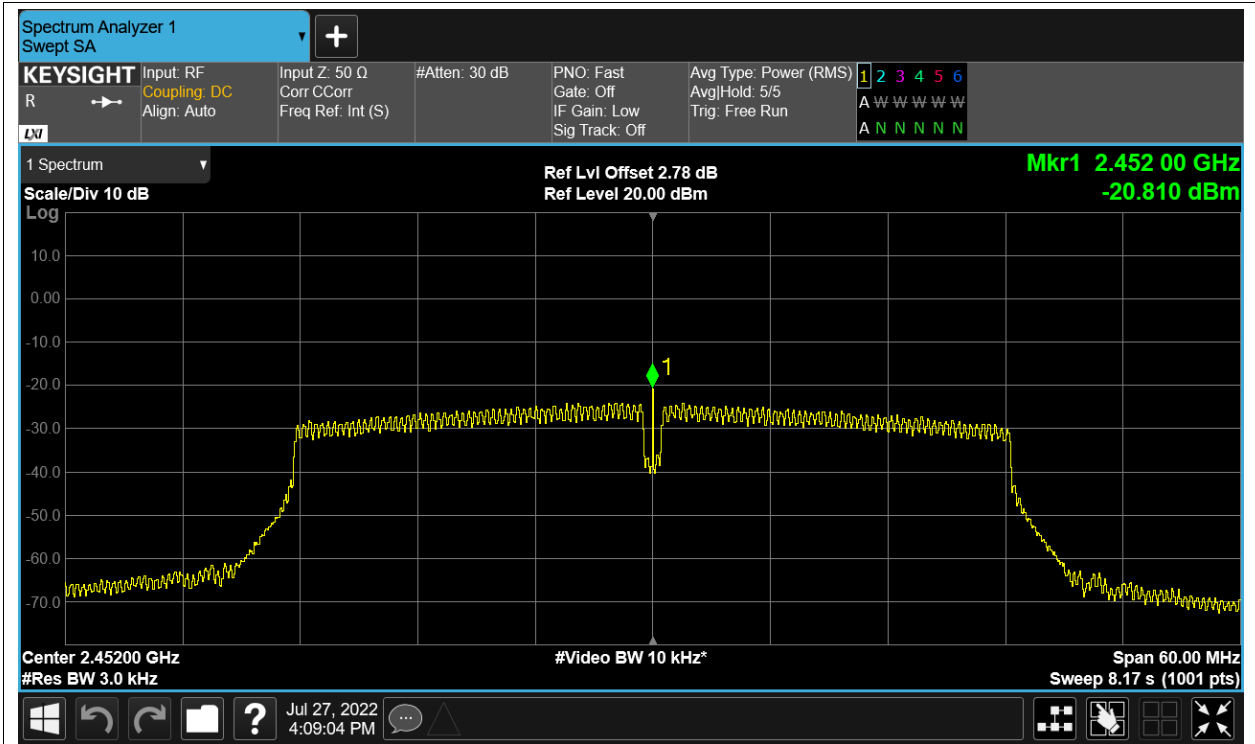 Spectrum Analyzer 1
Swept SA
+
KEYSIGHT
R
LXI
Input: RF
Coupling: DC
Align: Auto
Input Z: 50 Ω
Corr CCorr
Freq Ref: Int (S)
#Atten: 30 dB
PNO: Fast
Gate: Off
IF Gain: Low
Sig Track: Off
Avg Type: Power (RMS)
Avg|Hold: 5/5
Trig: Free Run
1 2 3 4 5 6
A W W W W W
A N N N N N
1 Spectrum
Scale/Div 10 dB
Log
Ref Lvl Offset 2.78 dB
Ref Level 20.00 dBm
Mkr1 2.452 00 GHz
-20.810 dBm
10.0
0.00
-10.0
-20.0
-30.0
-40.0
-50.0
-60.0
-70.0
1
Center 2.45200 GHz
#Res BW 3.0 kHz
#Video BW 10 kHz*
Span 60.00 MHz
Sweep 8.17 s (1001 pts)
?
Jul 27, 2022
4:09:04 PM